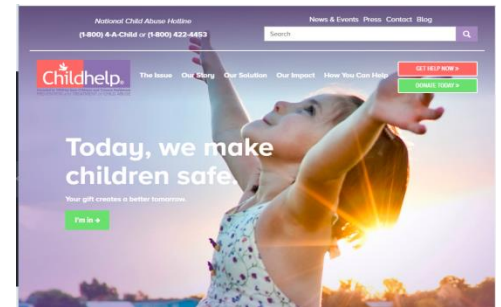 National Child Abuse Hotline
(1-800) 4-A-Child or (1-800) 422-4453
News & Events Press Contact Blog
Search
Childhelp®
The Issue Our Story Our Solution Our Impact How You Can Help
GET HELP NOW »
DONATE TODAY »
Today, we make
children safe.
Your gift creates a better tomorrow.
I'm in →